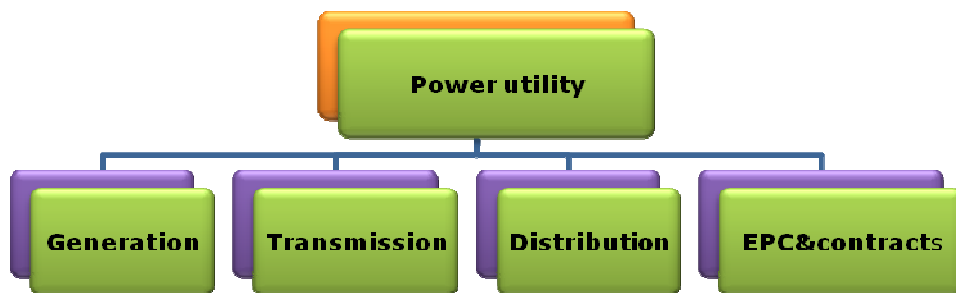 Power utility
Generation
Transmission
Distribution
EPC&contracts